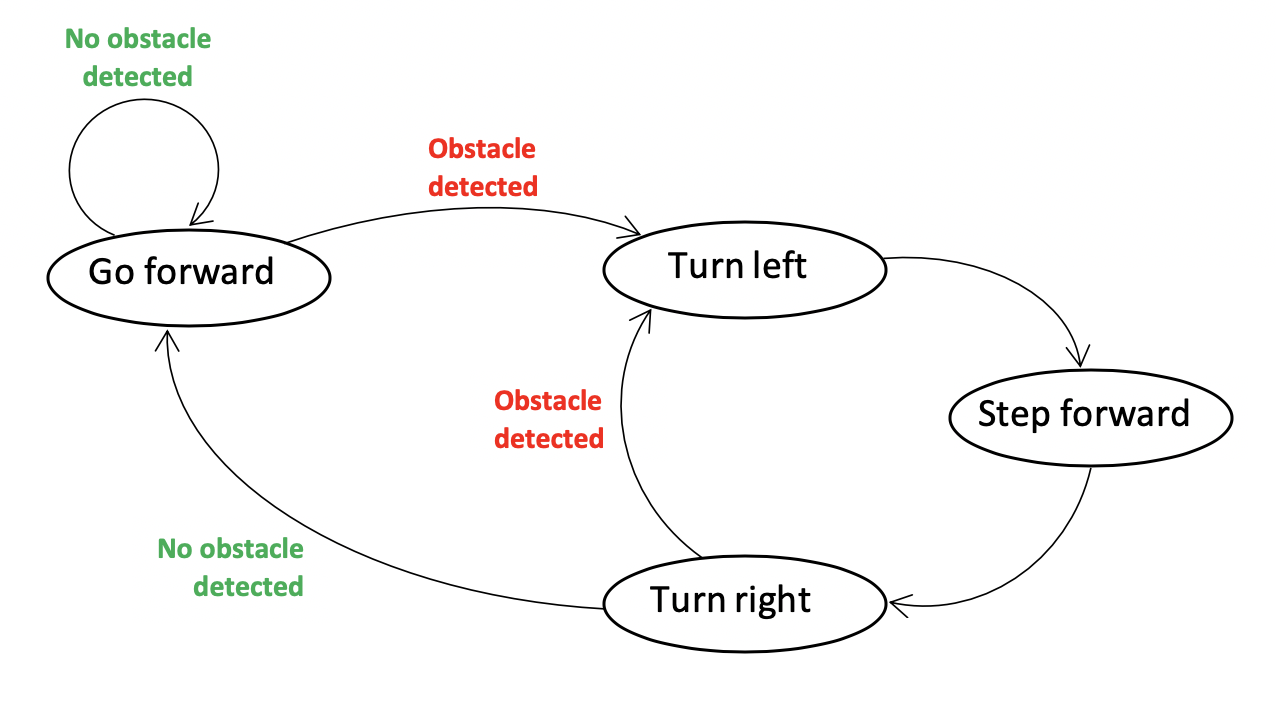 No obstacle
detected
Obstacle
detected
Go forward
Turn left
Step forward
Obstacle
detected
No obstacle
detected
Turn right